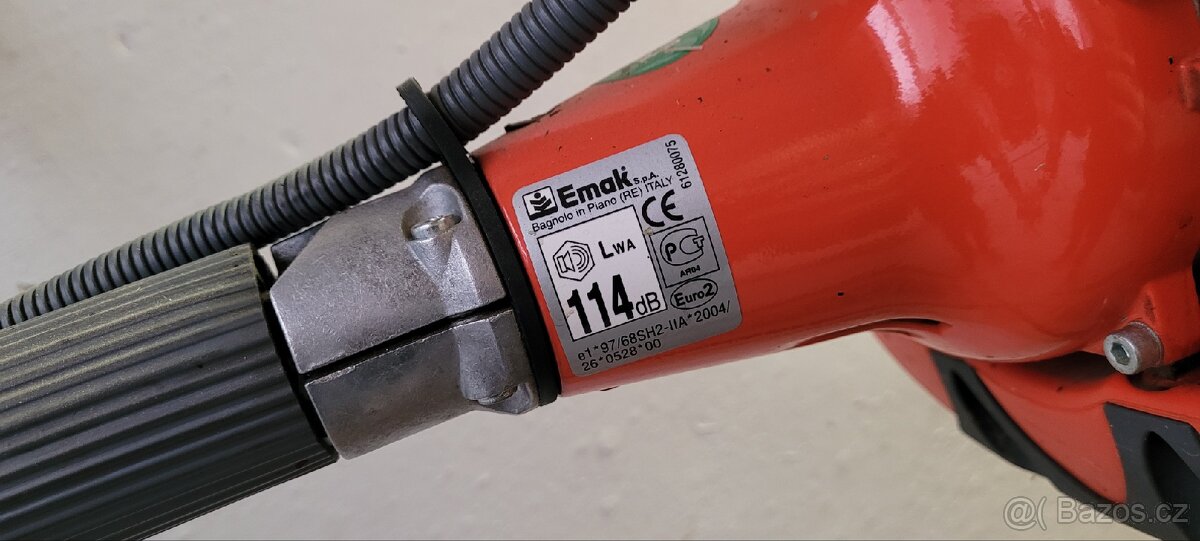 Emak S.p.A.
Bagnolo in Piano (RE) ITALY
61280075
CE
LWA
114dB
AR04
Euro2
e1*97/68SH2-IIA*2004/
26*0528*00
@( Bazos.cz